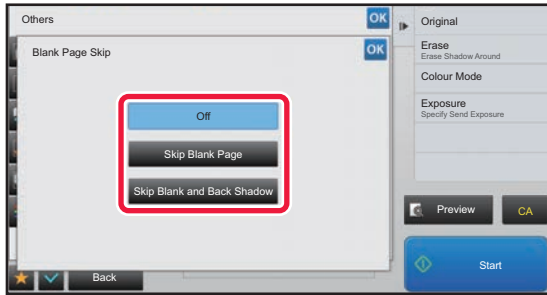 Others
OK
Blank Page Skip
OK
Off
Skip Blank Page
Skip Blank and Back Shadow
Back
Original
Erase
Erase Shadow Around
Colour Mode
Exposure
Specify Send Exposure
Preview
CA
Start